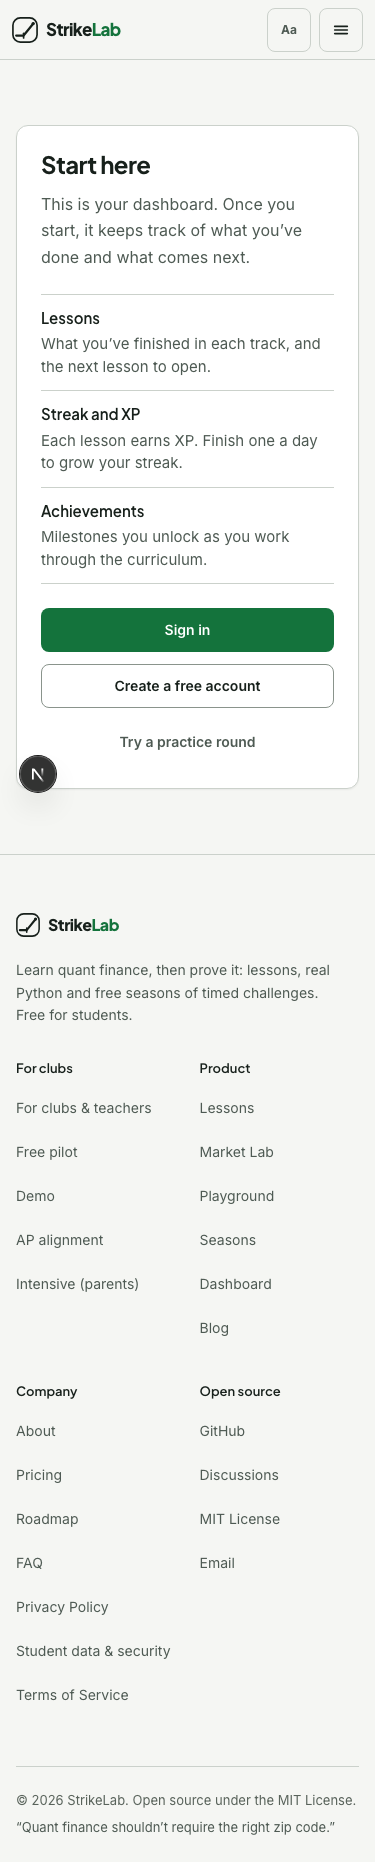 StrikeLab
Aa
Start here
This is your dashboard. Once you
start, it keeps track of what you’ve
done and what comes next.
Lessons
What you’ve finished in each track, and
the next lesson to open.
Streak and XP
Each lesson earns XP. Finish one a day
to grow your streak.
Achievements
Milestones you unlock as you work
through the curriculum.
Sign in
Create a free account
Try a practice round
N
StrikeLab
Learn quant finance, then prove it: lessons, real
Python and free seasons of timed challenges.
Free for students.
For clubs
For clubs & teachers
Free pilot
Demo
AP alignment
Intensive (parents)
Product
Lessons
Market Lab
Playground
Seasons
Dashboard
Blog
Company
About
Pricing
Roadmap
FAQ
Privacy Policy
Student data & security
Terms of Service
Open source
GitHub
Discussions
MIT License
Email
© 2026 StrikeLab. Open source under the MIT License.
“Quant finance shouldn’t require the right zip code.”